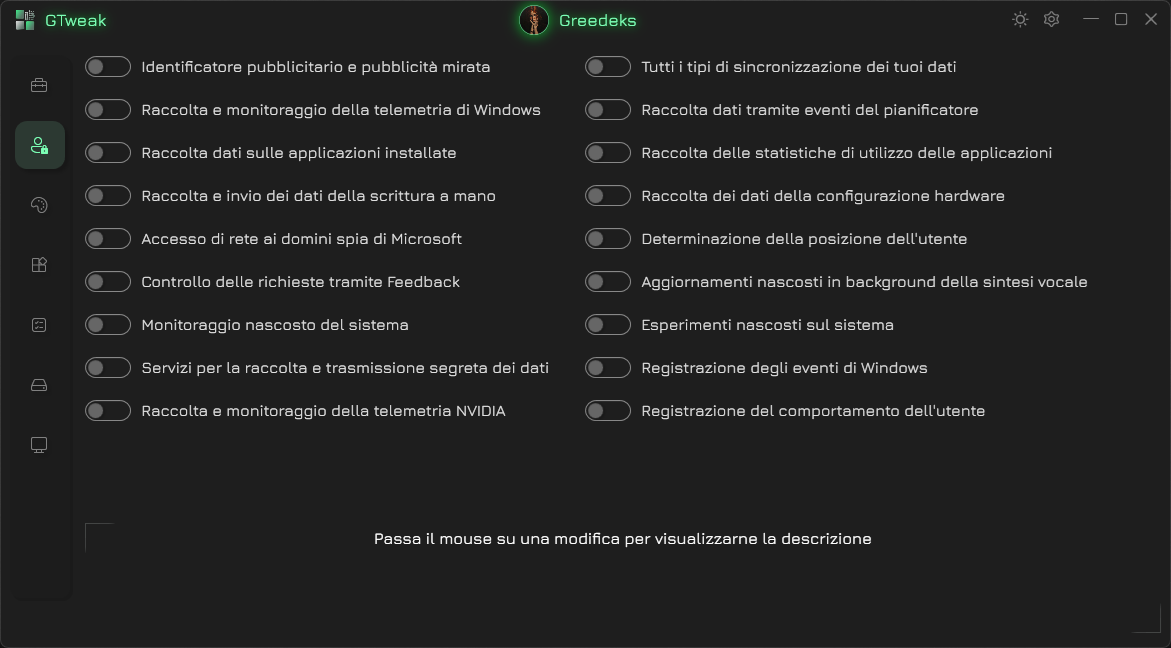 GTweak
Greedeks
Identificatore pubblicitario e pubblicità mirata
Tutti i tipi di sincronizzazione dei tuoi dati
Raccolta e monitoraggio della telemetria di Windows
Raccolta dati tramite eventi del pianificatore
Raccolta dati sulle applicazioni installate
Raccolta delle statistiche di utilizzo delle applicazioni
Raccolta e invio dei dati della scrittura a mano
Raccolta dei dati della configurazione hardware
Accesso di rete ai domini spia di Microsoft
Determinazione della posizione dell'utente
Controllo delle richieste tramite Feedback
Aggiornamenti nascosti in background della sintesi vocale
Monitoraggio nascosto del sistema
Esperimenti nascosti sul sistema
Servizi per la raccolta e trasmissione segreta dei dati
Registrazione degli eventi di Windows
Raccolta e monitoraggio della telemetria NVIDIA
Registrazione del comportamento dell'utente
Passa il mouse su una modifica per visualizzarne la descrizione